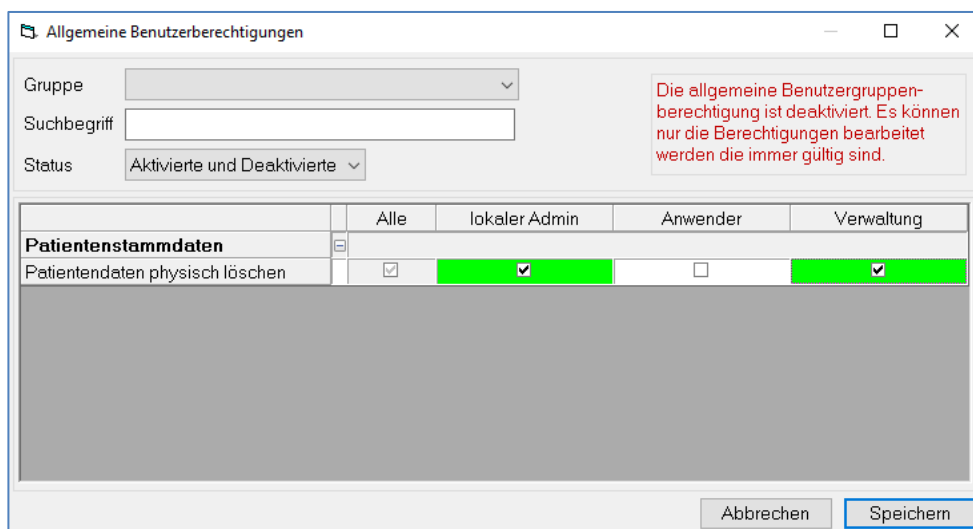 Allgemeine Benutzerberechtigungen
Gruppe
Suchbegriff
Status Aktivierte und Deaktivierte
Die allgemeine Benutzergruppen-
berechtigung ist deaktiviert. Es können
nur die Berechtigungen bearbeitet
werden die immer gültig sind.
Alle lokaler Admin Anwender Verwaltung
Patientenstammdaten
Patientendaten physisch löschen
Abbrechen Speichern